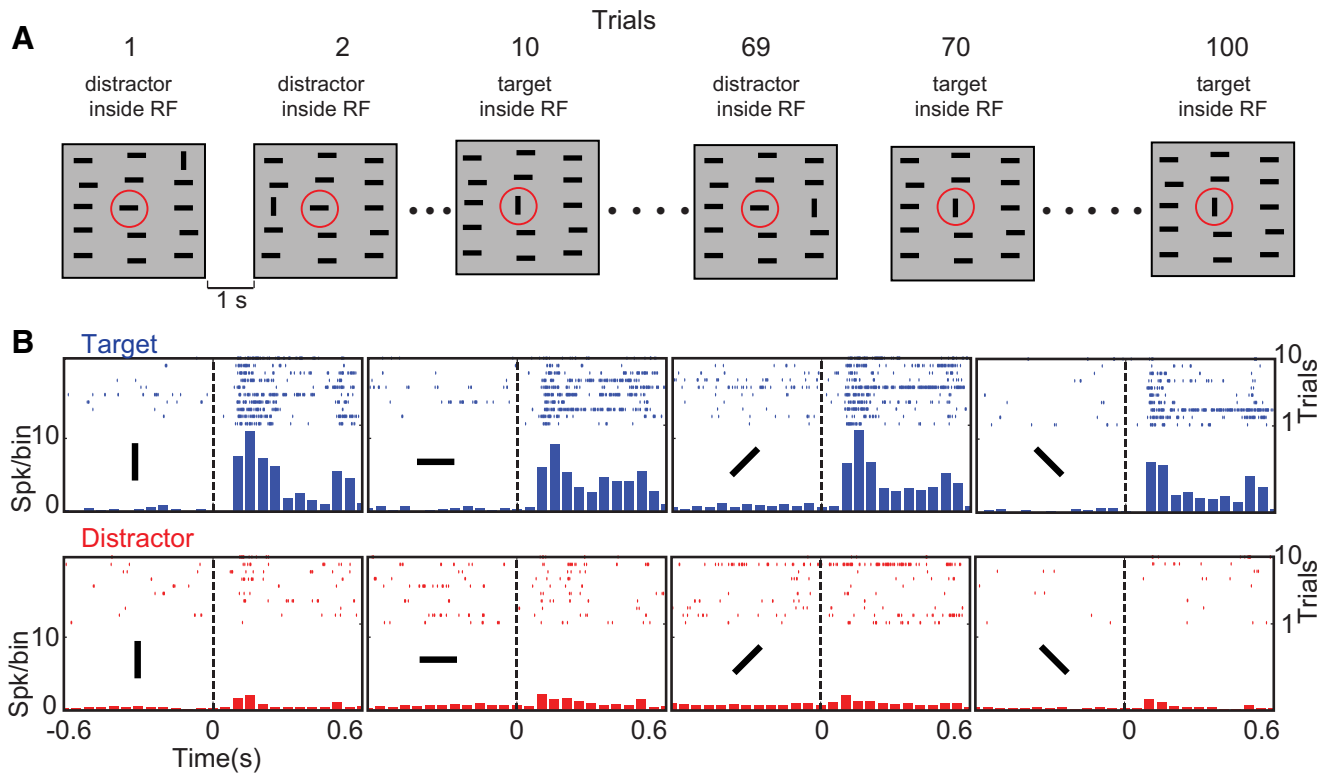 A
Trials
1 2 10 69 70 100
distractor inside RF
distractor inside RF
target inside RF
distractor inside RF
target inside RF
target inside RF
1 s
B
Target
10
Spk/bin
0
10
1
Trials
Distractor
10
Spk/bin
0
10
1
Trials
-0.6 0 0.6 0 0.6 0 0.6 0 0.6
Time(s)